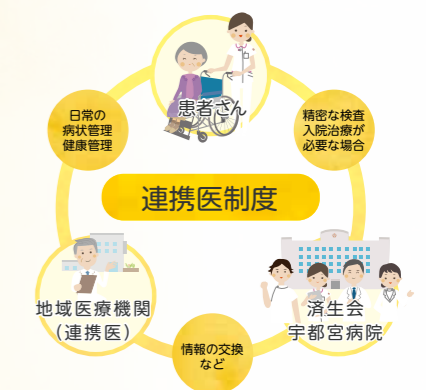 患者さん
日常の
病状管理
健康管理
精密な検査
入院治療が
必要な場合
連携医制度
地域医療機関
（連携医）
済生会
宇都宮病院
情報の交換
など